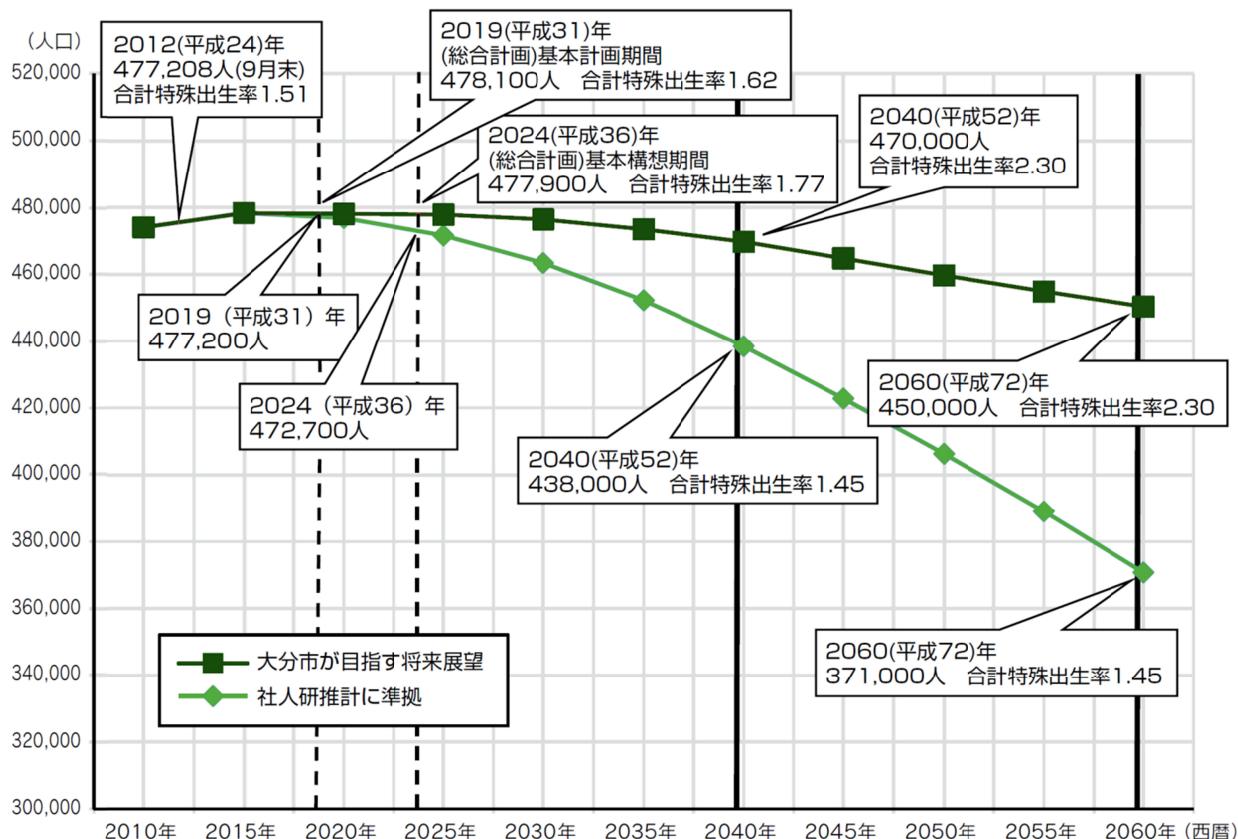 (人口)
520,000
500,000
480,000
460,000
440,000
420,000
400,000
380,000
360,000
340,000
320,000
300,000
2012(平成24)年
477,208人(9月末)
合計特殊出生率1.51
2019(平成31)年
(総合計画)基本計画期間
478,100人 合計特殊出生率1.62
2024(平成36)年
(総合計画)基本構想期間
477,900人 合計特殊出生率1.77
2040(平成52)年
470,000人
合計特殊出生率2.30
2019（平成31）年
477,200人
2024（平成36）年
472,700人
2040(平成52)年
438,000人 合計特殊出生率1.45
2060(平成72)年
450,000人 合計特殊出生率2.30
2060(平成72)年
371,000人 合計特殊出生率1.45
大分市が目指す将来展望
社人研推計に準拠
2010年 2015年 2020年 2025年 2030年 2035年 2040年 2045年 2050年 2055年 2060年 (西暦)